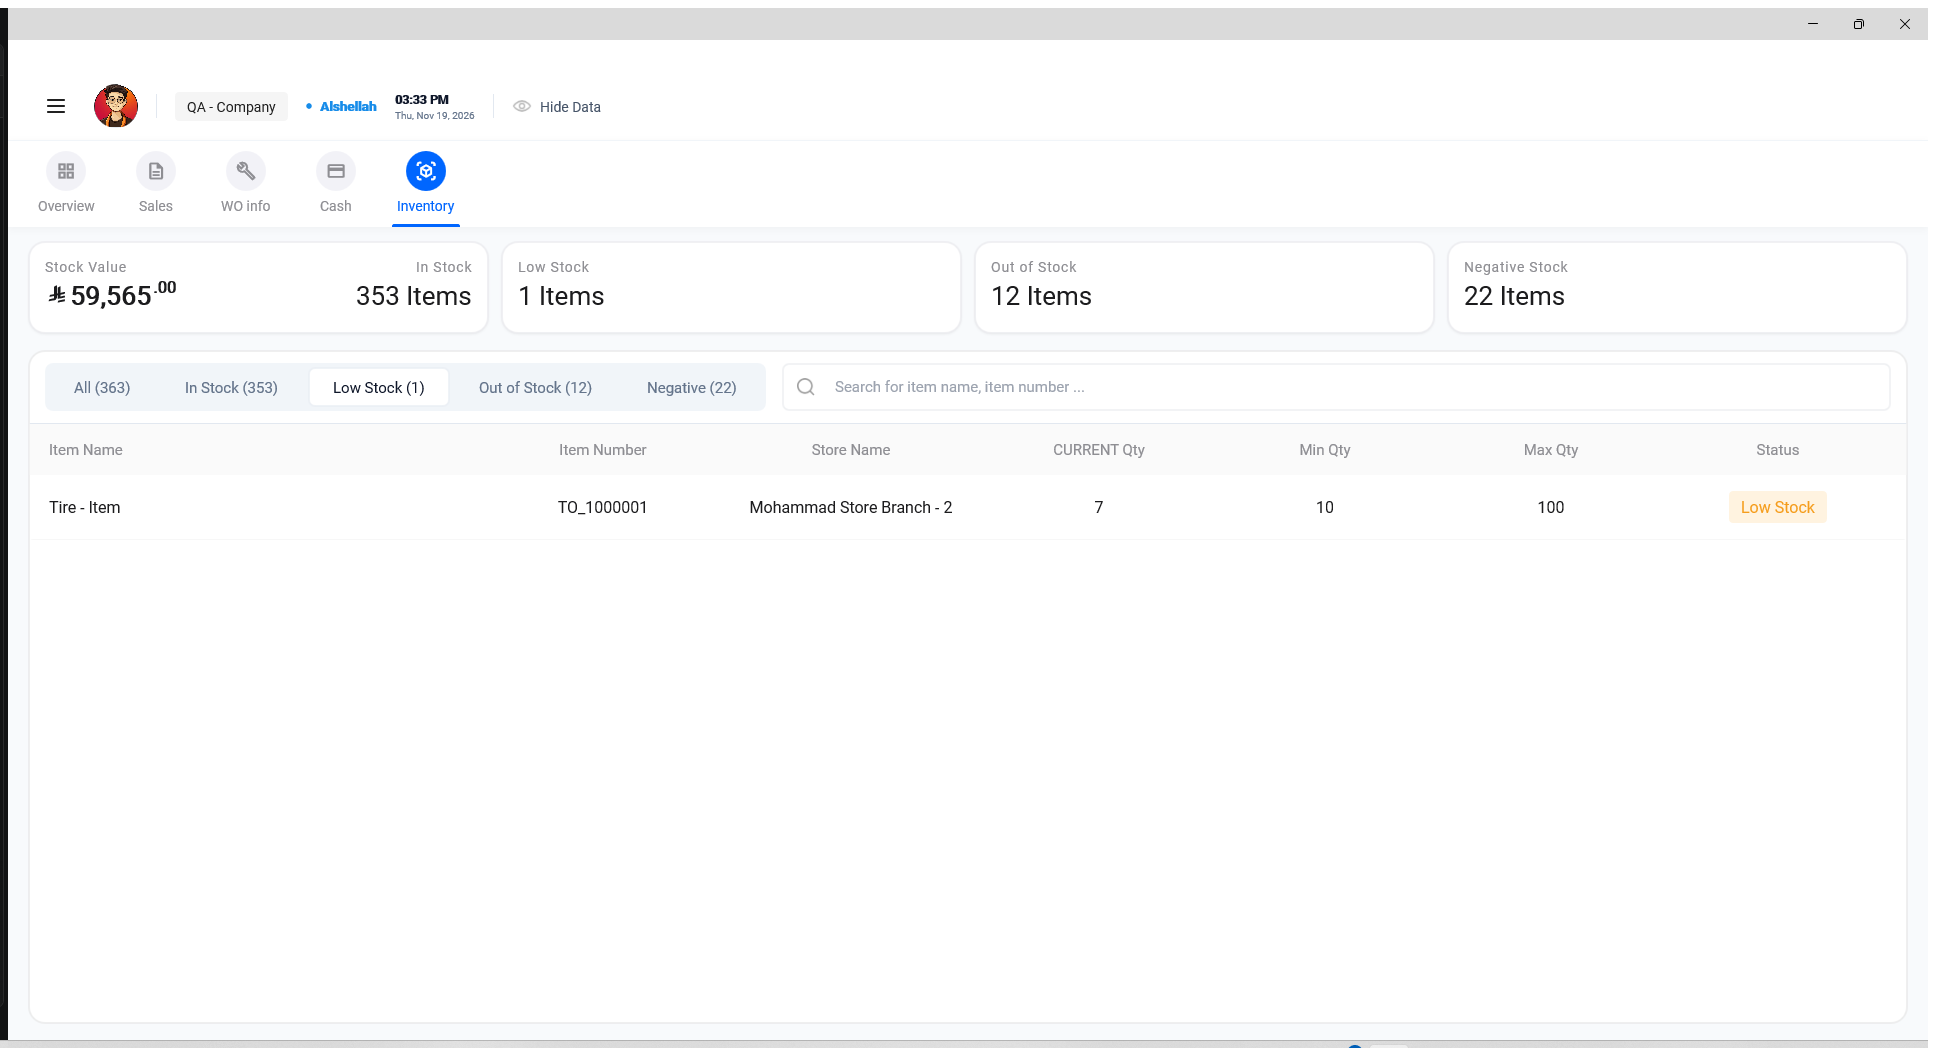 QA - Company
• Alshellah
03:33 PM
Thu, Nov 19, 2026
Hide Data
Overview
Sales
WO info
Cash
Inventory
Stock Value
59,565.00
In Stock
353 Items
Low Stock
1 Items
Out of Stock
12 Items
Negative Stock
22 Items
All (363)
In Stock (353)
Low Stock (1)
Out of Stock (12)
Negative (22)
Search for item name, item number ...
Item Name
Item Number
Store Name
CURRENT Qty
Min Qty
Max Qty
Status
Tire - Item
TO_1000001
Mohammad Store Branch - 2
7
10
100
Low Stock